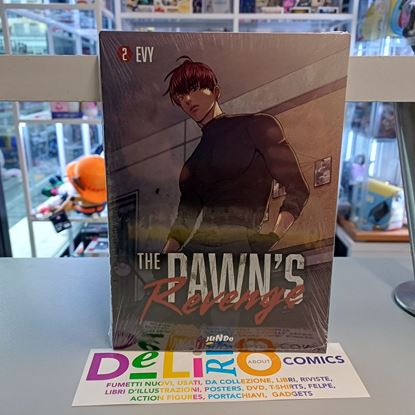 2 EVY
THE PAWN'S
Revenge
JUNDO
DELIRIO ABOUT COMICS
FUMETTI NUOVI, USATI, DA COLLEZIONE, LIBRI, RIVISTE,
LIBRI D'ILLUSTRAZIONI, POSTERS, DVD, T-SHIRTS, FELPE,
ACTION FIGURES, PORTACHIAVI, GADGETS